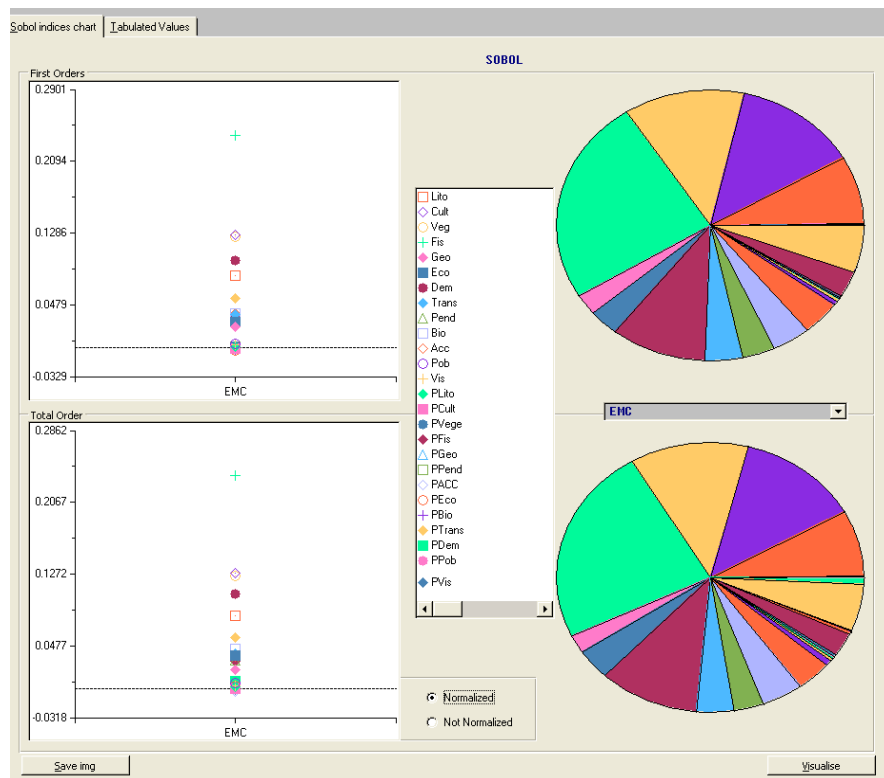 Sobol indices chart
Tabulated Values
SOBOL
First Orders
0.2901
0.2094
0.1286
0.0479
-0.0329
EMC
Lito
Cult
Veg
Fis
Geo
Eco
Dem
Trans
Pend
Bio
Acc
Pob
Vis
PLito
PCult
PVege
PFis
PGeo
PPend
PACC
PEco
PBio
PTrans
PDem
PPob
PVis
EMC
Total Order
0.2862
0.2067
0.1272
0.0477
-0.0318
EMC
Normalized
Not Normalized
Save img
Visualise